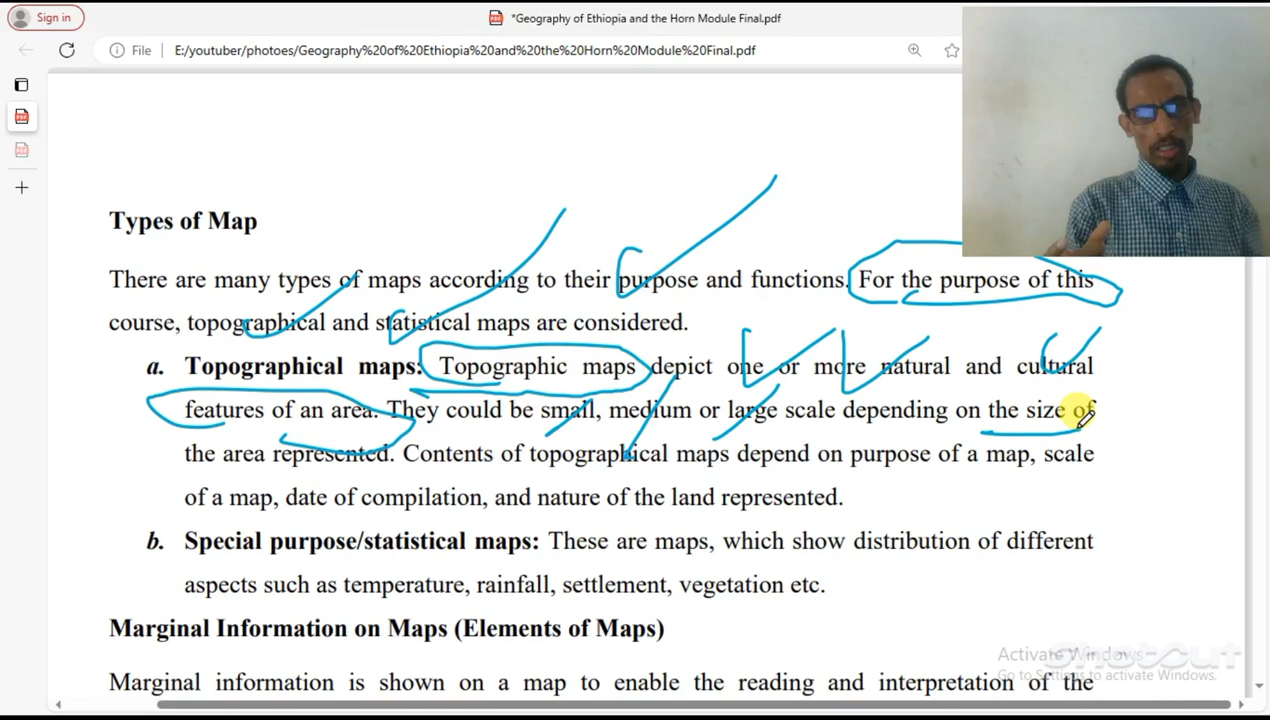 Sign in
*Geography of Ethiopia and the Horn Module Final.pdf
File
E:/youtuber/photoes/Geography%20of%20Ethiopia%20and%20the%20Horn%20Module%20Final.pdf
Types of Map
There are many types of maps according to their purpose and functions. For the purpose of this
course, topographical and statistical maps are considered.
a. Topographical maps: Topographic maps depict one or more natural and cultural
features of an area. They could be small, medium or large scale depending on the size of
the area represented. Contents of topographical maps depend on purpose of a map, scale
of a map, date of compilation, and nature of the land represented.
b. Special purpose/statistical maps: These are maps, which show distribution of different
aspects such as temperature, rainfall, settlement, vegetation etc.
Marginal Information on Maps (Elements of Maps)
Activate Windows
shotcut
Go to Settings to activate Windows.
Marginal information is shown on a map to enable the reading and interpretation of the